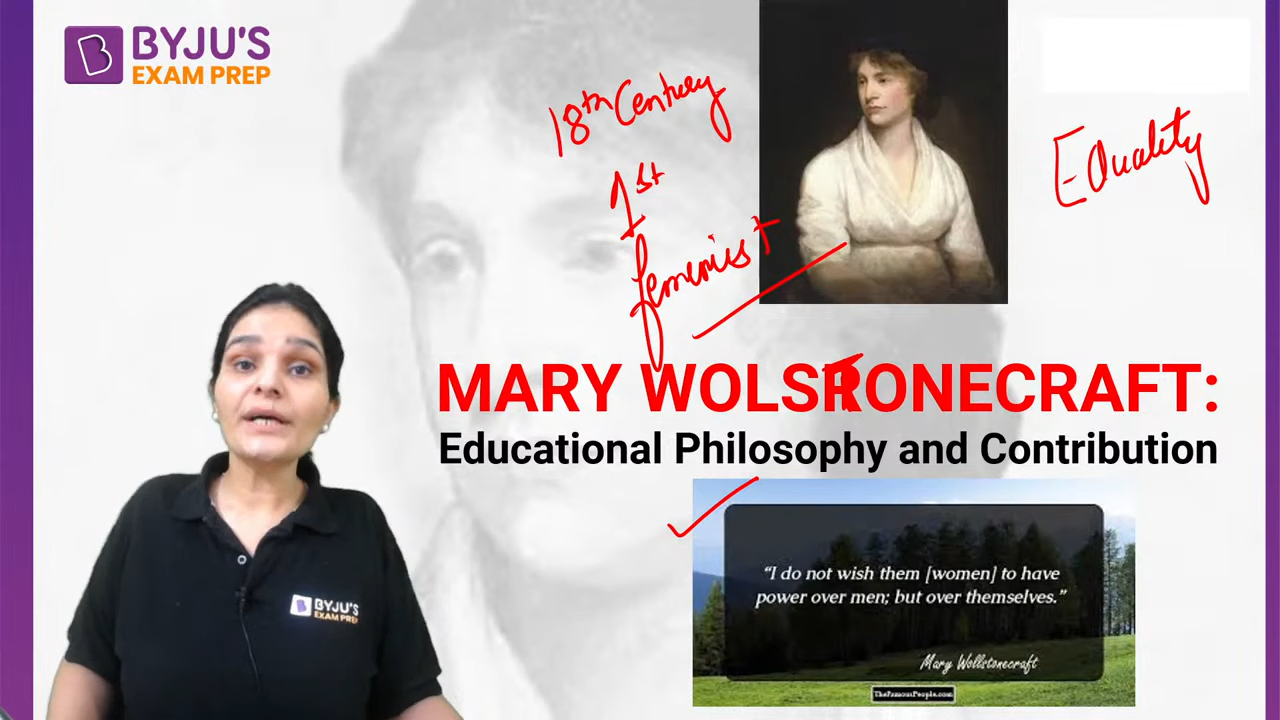 BYJU'S
EXAM PREP
18th Century
1st
feminist
Equality
MARY WOLSTONECRAFT:
Educational Philosophy and Contribution
"I do not wish them [women] to have
power over men; but over themselves."
Mary Wollstonecraft
TheFamousPeople.com
BYJU'S
EXAM PREP